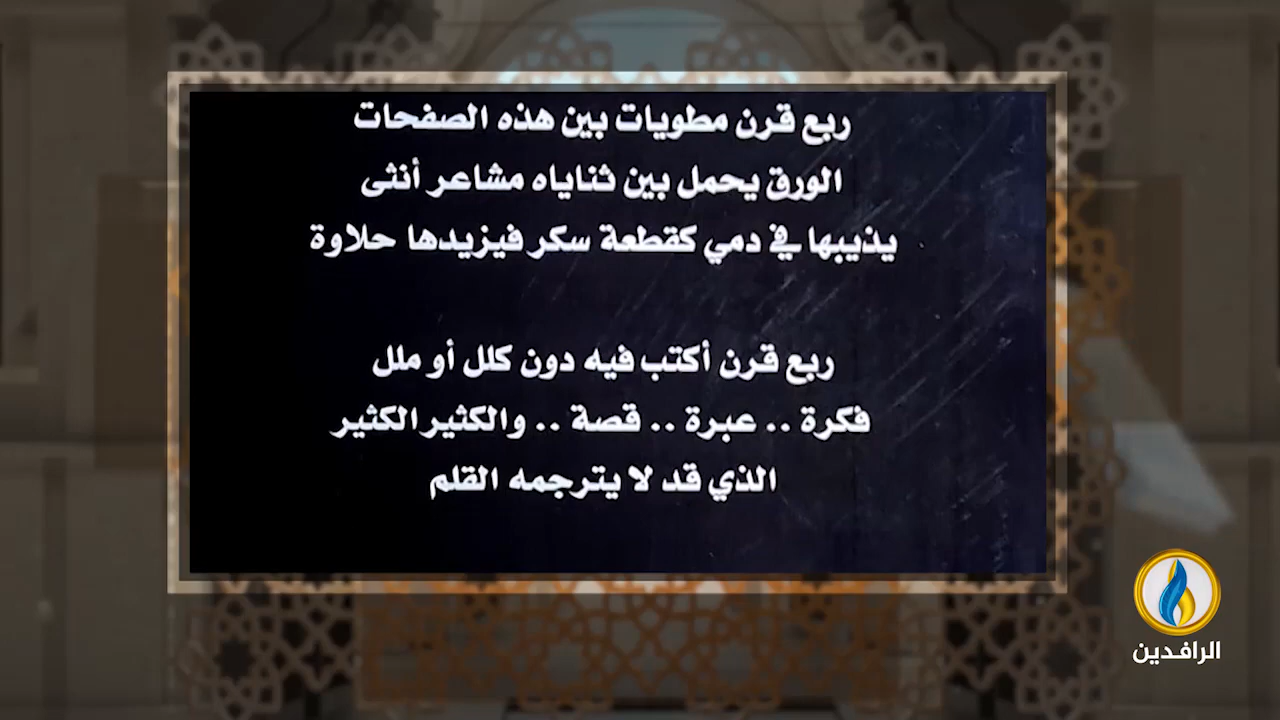 ربع قرن مطويات بين هذه الصفحات
الورق يحمل بين ثناياه مشاعر أنثى
يذيبها في دمي كقطعة سكر فيزيدها حلاوة
ربع قرن أكتب فيه دون كلل أو ملل
فكرة .. عبرة .. قصة .. والكثير الكثير
الذي قد لا يترجمه القلم
الرافدين